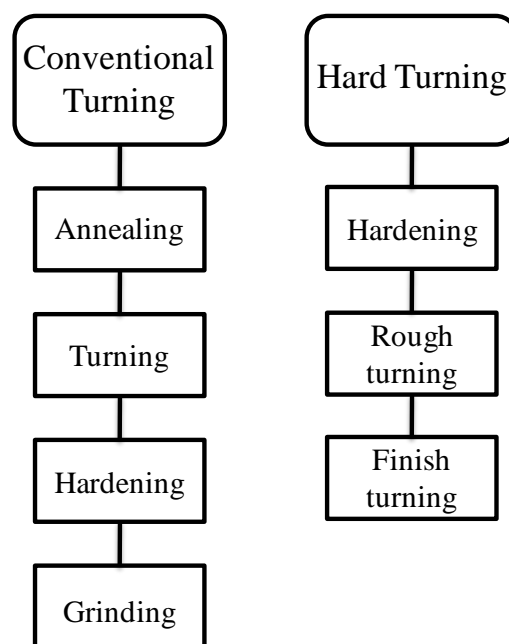 Conventional
Turning
Annealing
Turning
Hardening
Grinding
Hard Turning
Hardening
Rough
turning
Finish
turning